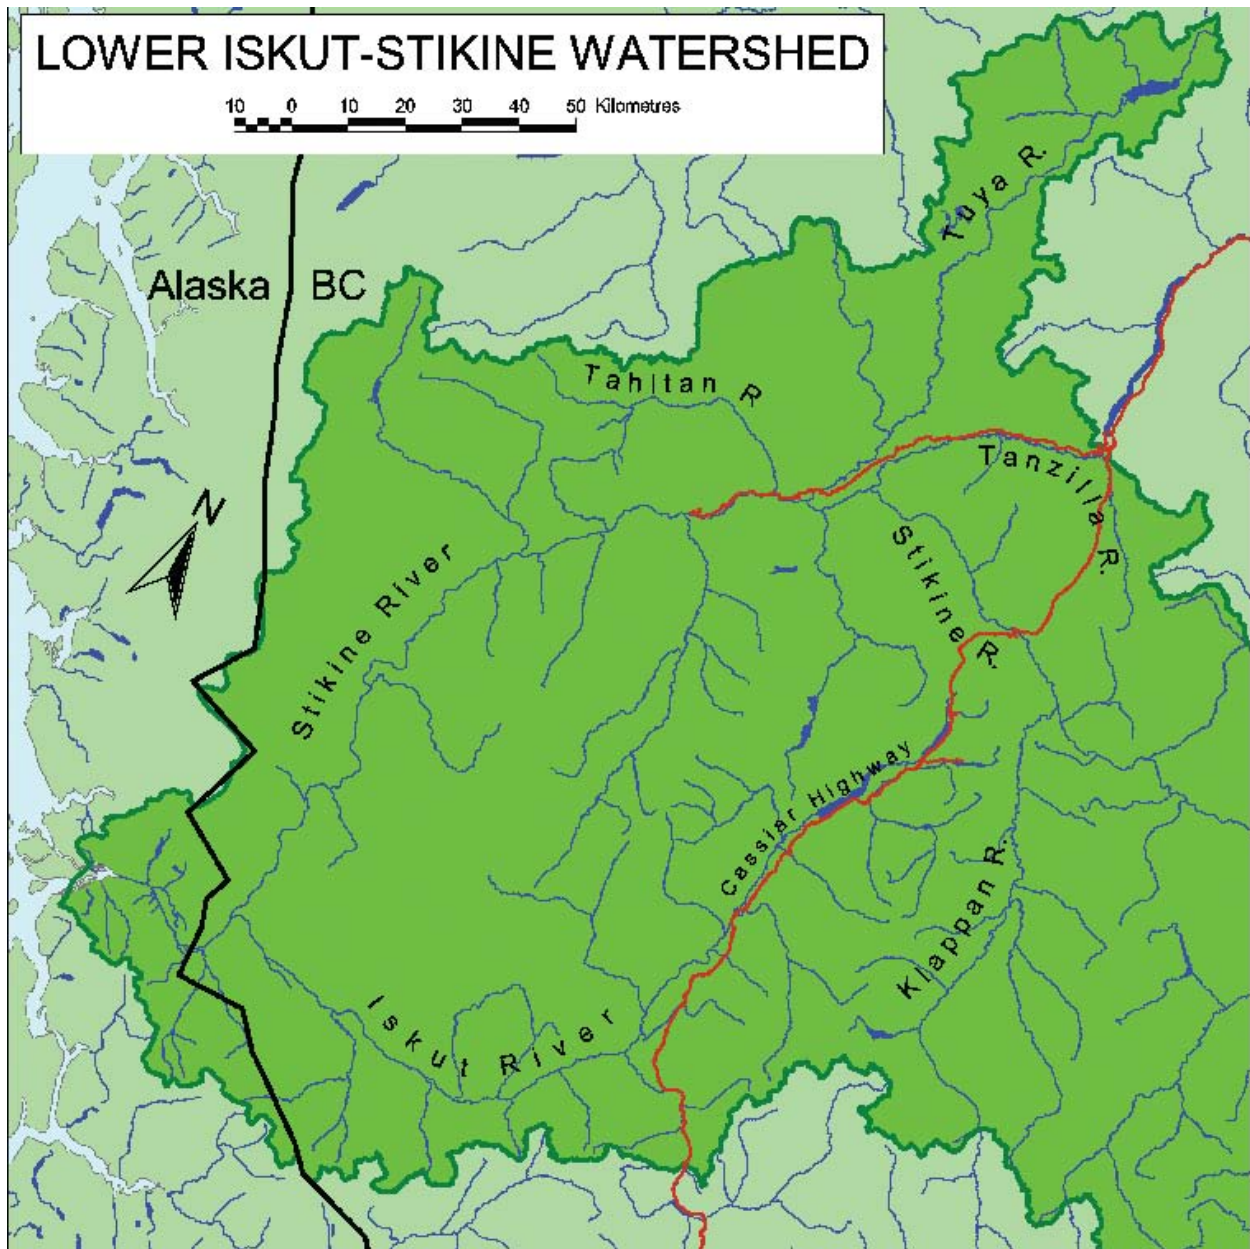 LOWER ISKUT-STIKINE WATERSHED
10 0 10 20 30 40 50 Kilometres
Tuya R.
Alaska BC
Tahltan R
Tanzilla R.
N
Stikine R.
Stikine River
Cassiar Highway
Klappan R.
Iskut River